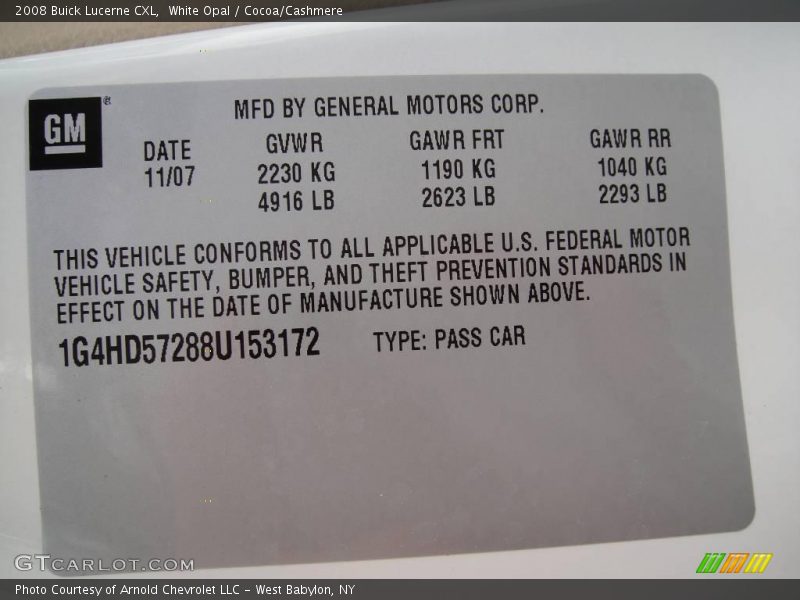 2008 Buick Lucerne CXL,  White Opal / Cocoa/Cashmere
GM®
MFD BY GENERAL MOTORS CORP.
DATE GVWR GAWR FRT GAWR RR
11/07 2230 KG 1190 KG 1040 KG
4916 LB 2623 LB 2293 LB
THIS VEHICLE CONFORMS TO ALL APPLICABLE U.S. FEDERAL MOTOR
VEHICLE SAFETY, BUMPER, AND THEFT PREVENTION STANDARDS IN
EFFECT ON THE DATE OF MANUFACTURE SHOWN ABOVE.
1G4HD57288U153172 TYPE: PASS CAR
GTCARLOT.COM
Photo Courtesy of Arnold Chevrolet LLC - West Babylon, NY